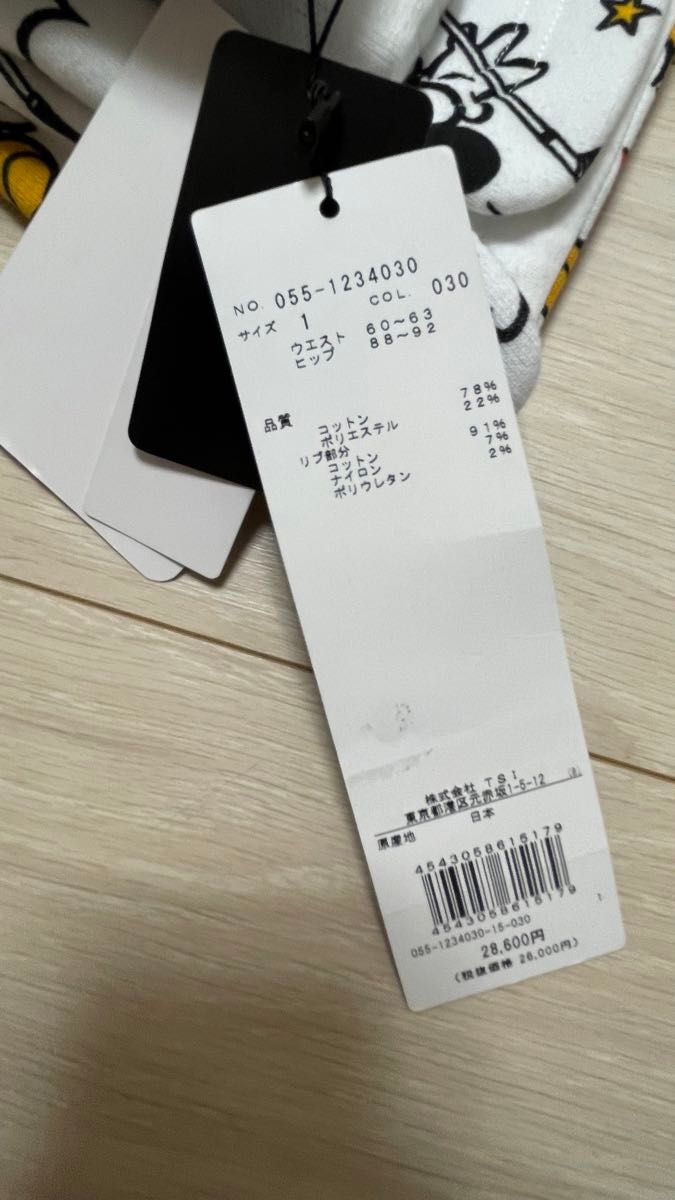 NO. 055-1234030
サイズ 1 COL. 030
ウエスト 60〜63
ヒップ 88〜92
品質
コットン 78%
ポリエステル 22%
リブ部分
コットン 91%
ナイロン 7%
ポリウレタン 2%
株式会社 TSI
東京都港区元赤坂1-5-12
原産地 日本
4543058615179
4543058615179
055-1234030-15-030 1
28,600円
(税抜価格 26,000円)